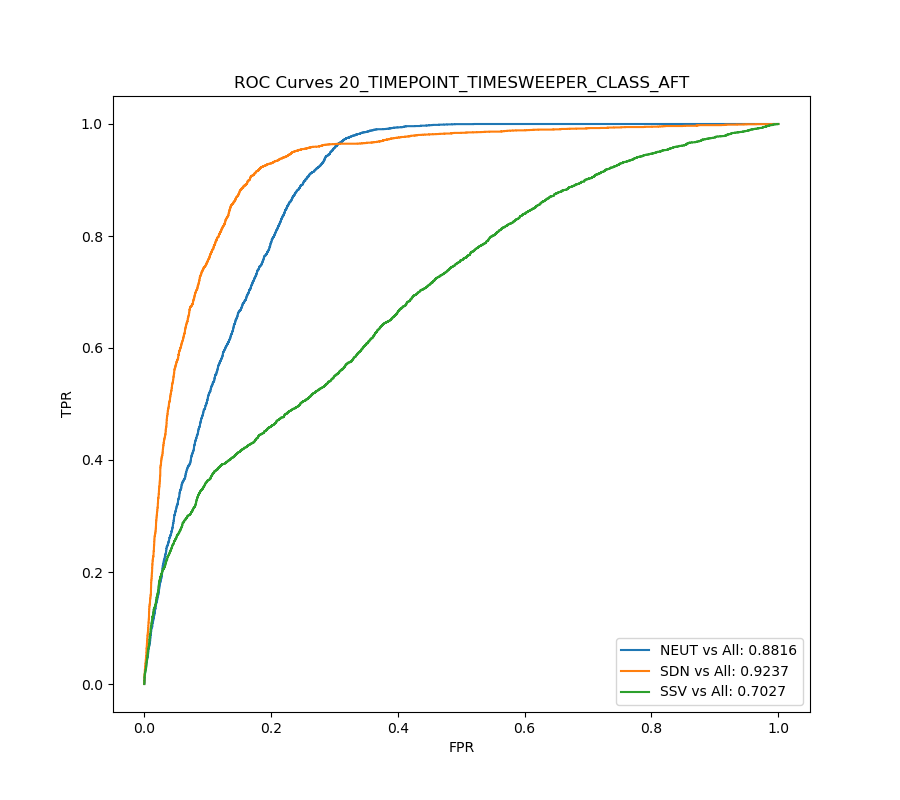 ROC Curves 20_TIMEPOINT_TIMESWEEPER_CLASS_AFT
TPR
1.0
0.8
0.6
0.4
0.2
0.0
NEUT vs All: 0.8816
SDN vs All: 0.9237
SSV vs All: 0.7027
0.0 0.2 0.4 0.6 0.8 1.0
FPR